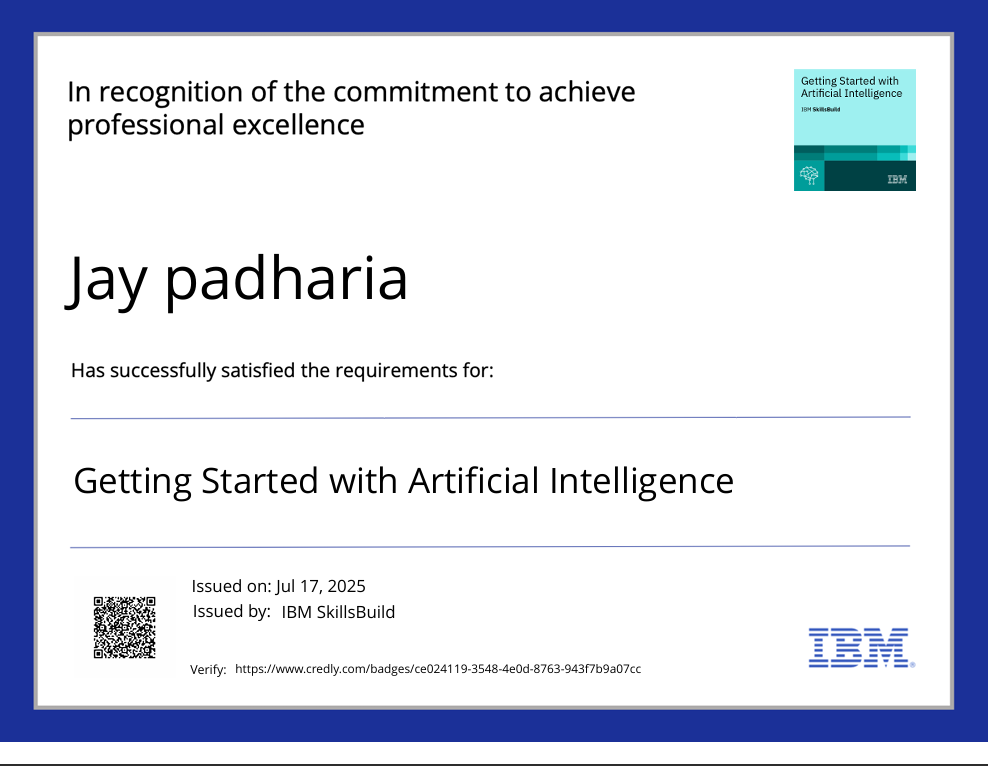 In recognition of the commitment to achieve
professional excellence
Getting Started with
Artificial Intelligence
IBM SkillsBuild
IBM
Jay padharia
Has successfully satisfied the requirements for:
Getting Started with Artificial Intelligence
Issued on: Jul 17, 2025
Issued by: IBM SkillsBuild
Verify: https://www.credly.com/badges/ce024119-3548-4e0d-8763-943f7b9a07cc
IBM®